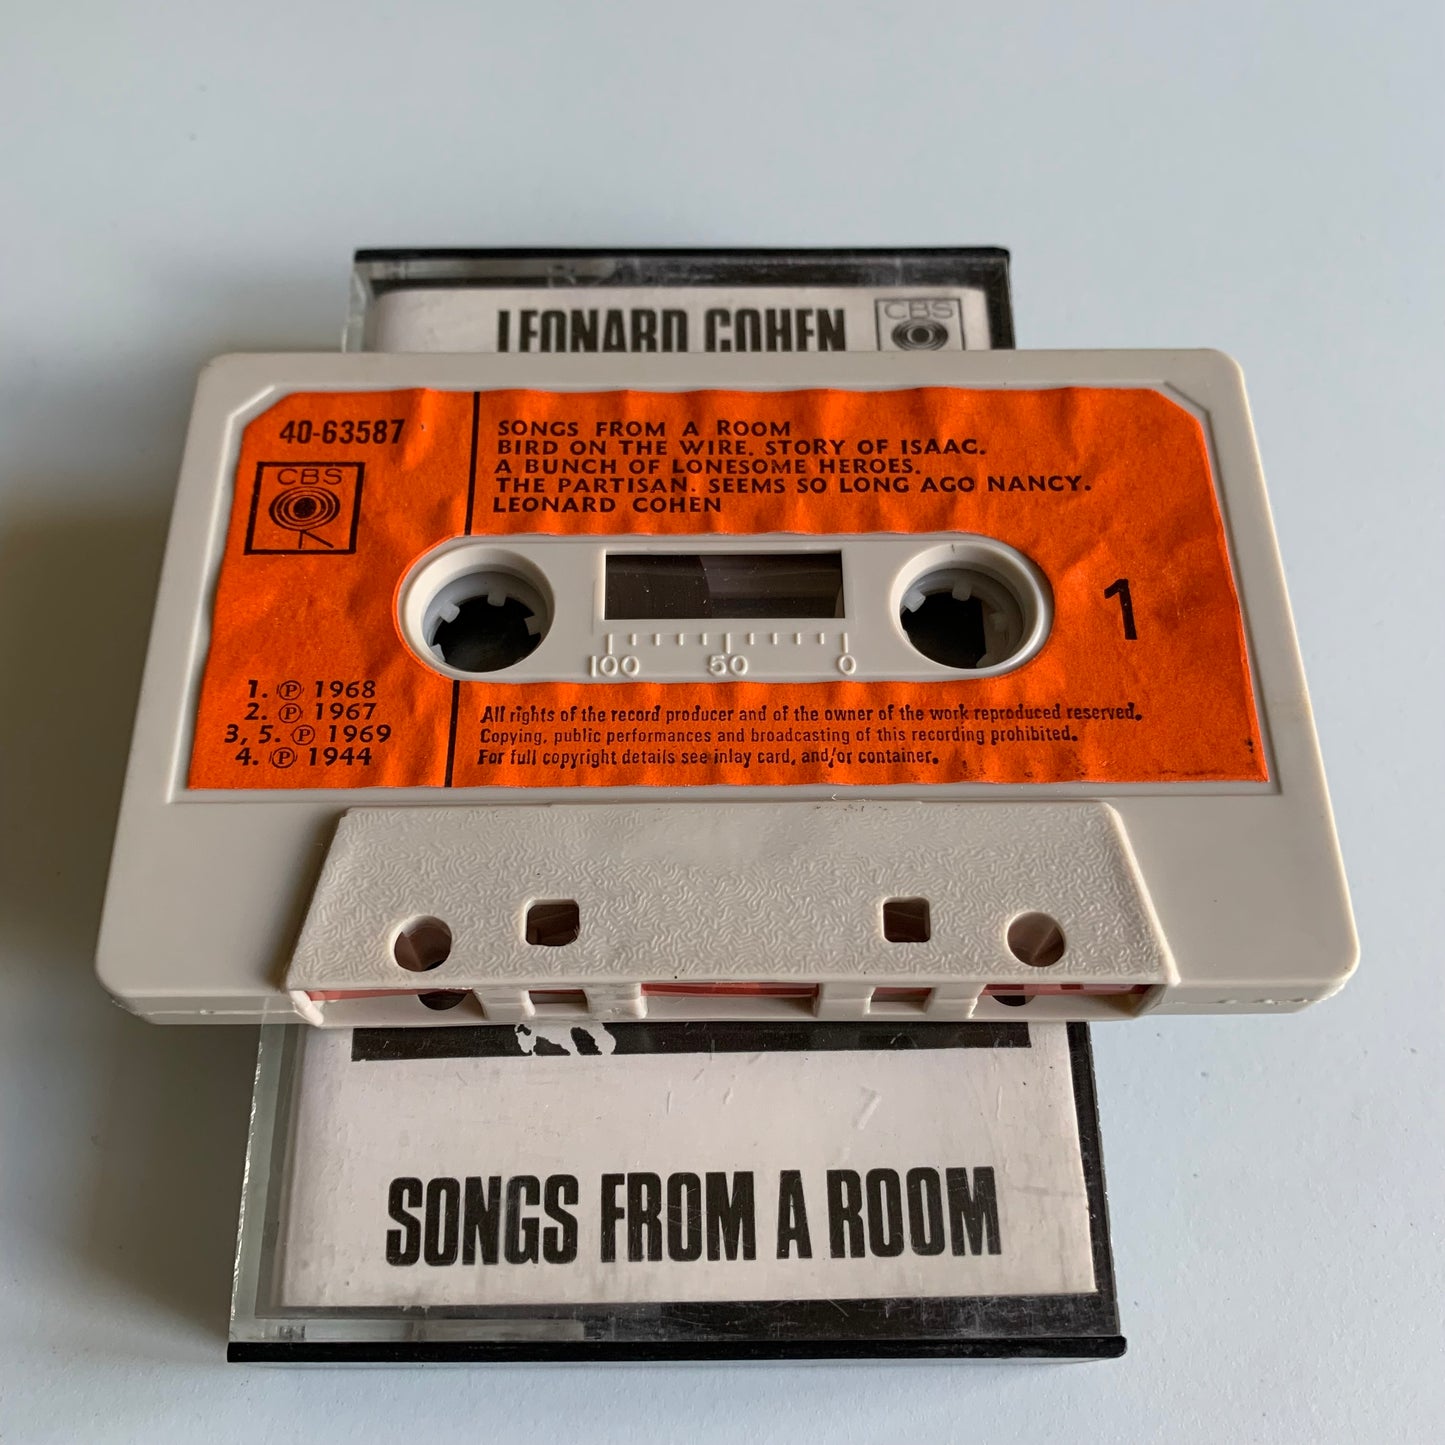 LEONARD COHEN
CBS
40-63587
CBS
SONGS FROM A ROOM
BIRD ON THE WIRE. STORY OF ISAAC.
A BUNCH OF LONESOME HEROES.
THE PARTISAN. SEEMS SO LONG AGO NANCY.
LEONARD COHEN
1
100 50 0
1. ℗ 1968
2. ℗ 1967
3, 5. ℗ 1969
4. ℗ 1944
All rights of the record producer and of the owner of the work reproduced reserved.
Copying, public performances and broadcasting of this recording prohibited.
For full copyright details see inlay card, and/or container.
SONGS FROM A ROOM